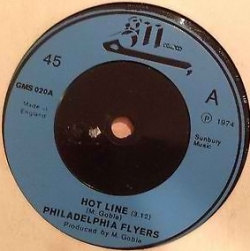 45
GMS 020A
Made in
England
A
℗ 1974
Sunbury
Music
HOT LINE (3.12)
(M. Goble)
PHILADELPHIA FLYERS
Produced by M. Goble